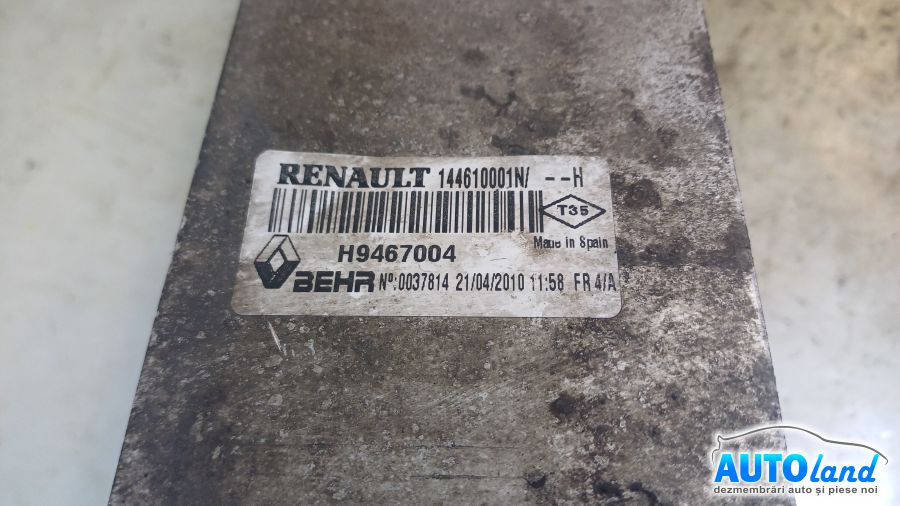 RENAULT 144610001N/ --H
T35
Made in Spain
H9467004
BEHR Nº:0037814 21/04/2010 11:58 FR 4/A
AUTOland
dezmembrări auto și piese noi